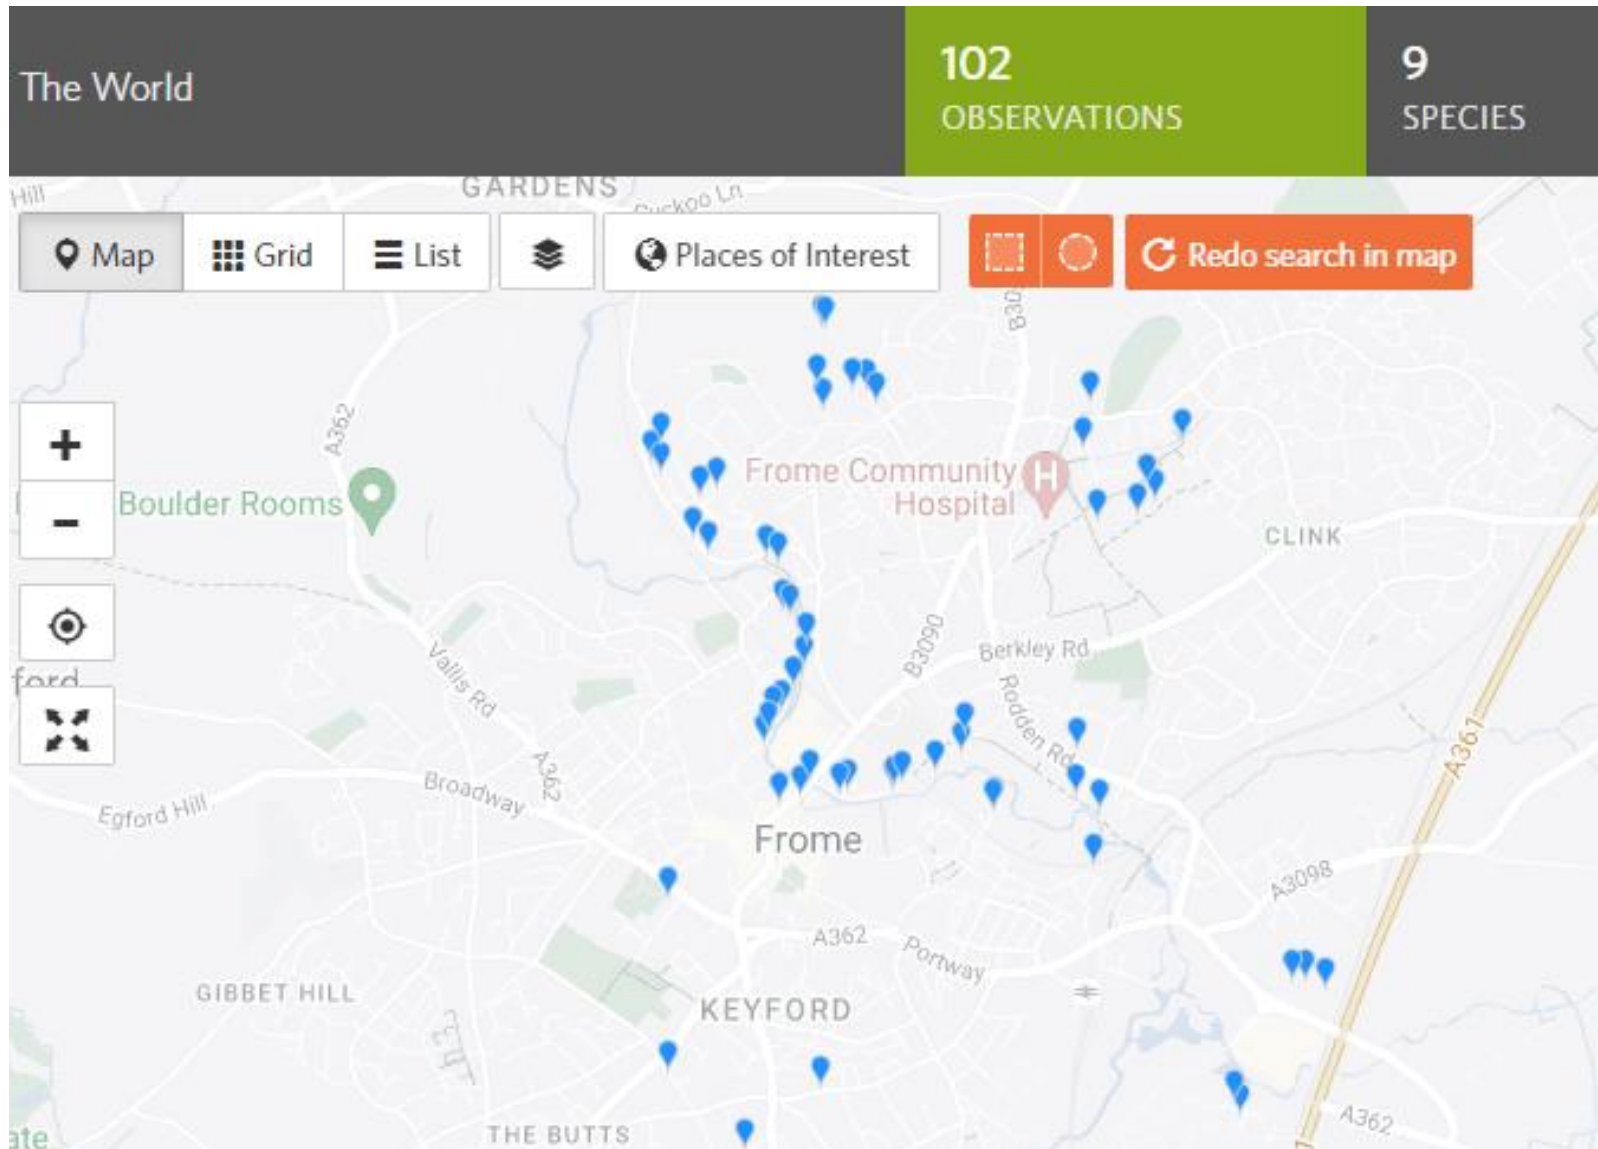 The World
102
OBSERVATIONS
9
SPECIES
Hill
GARDENS
Cuckoo Ln
Map
Grid
List
Places of Interest
Redo search in map
A362
Boulder Rooms
Frome Community
Hospital
H
CLINK
B3090
Berkley Rd
Vallis Rd
Rodden Rd
A361
A362
Broadway
Egford Hill
Frome
A3098
A362
Portway
GIBBET HILL
KEYFORD
THE BUTTS
A362